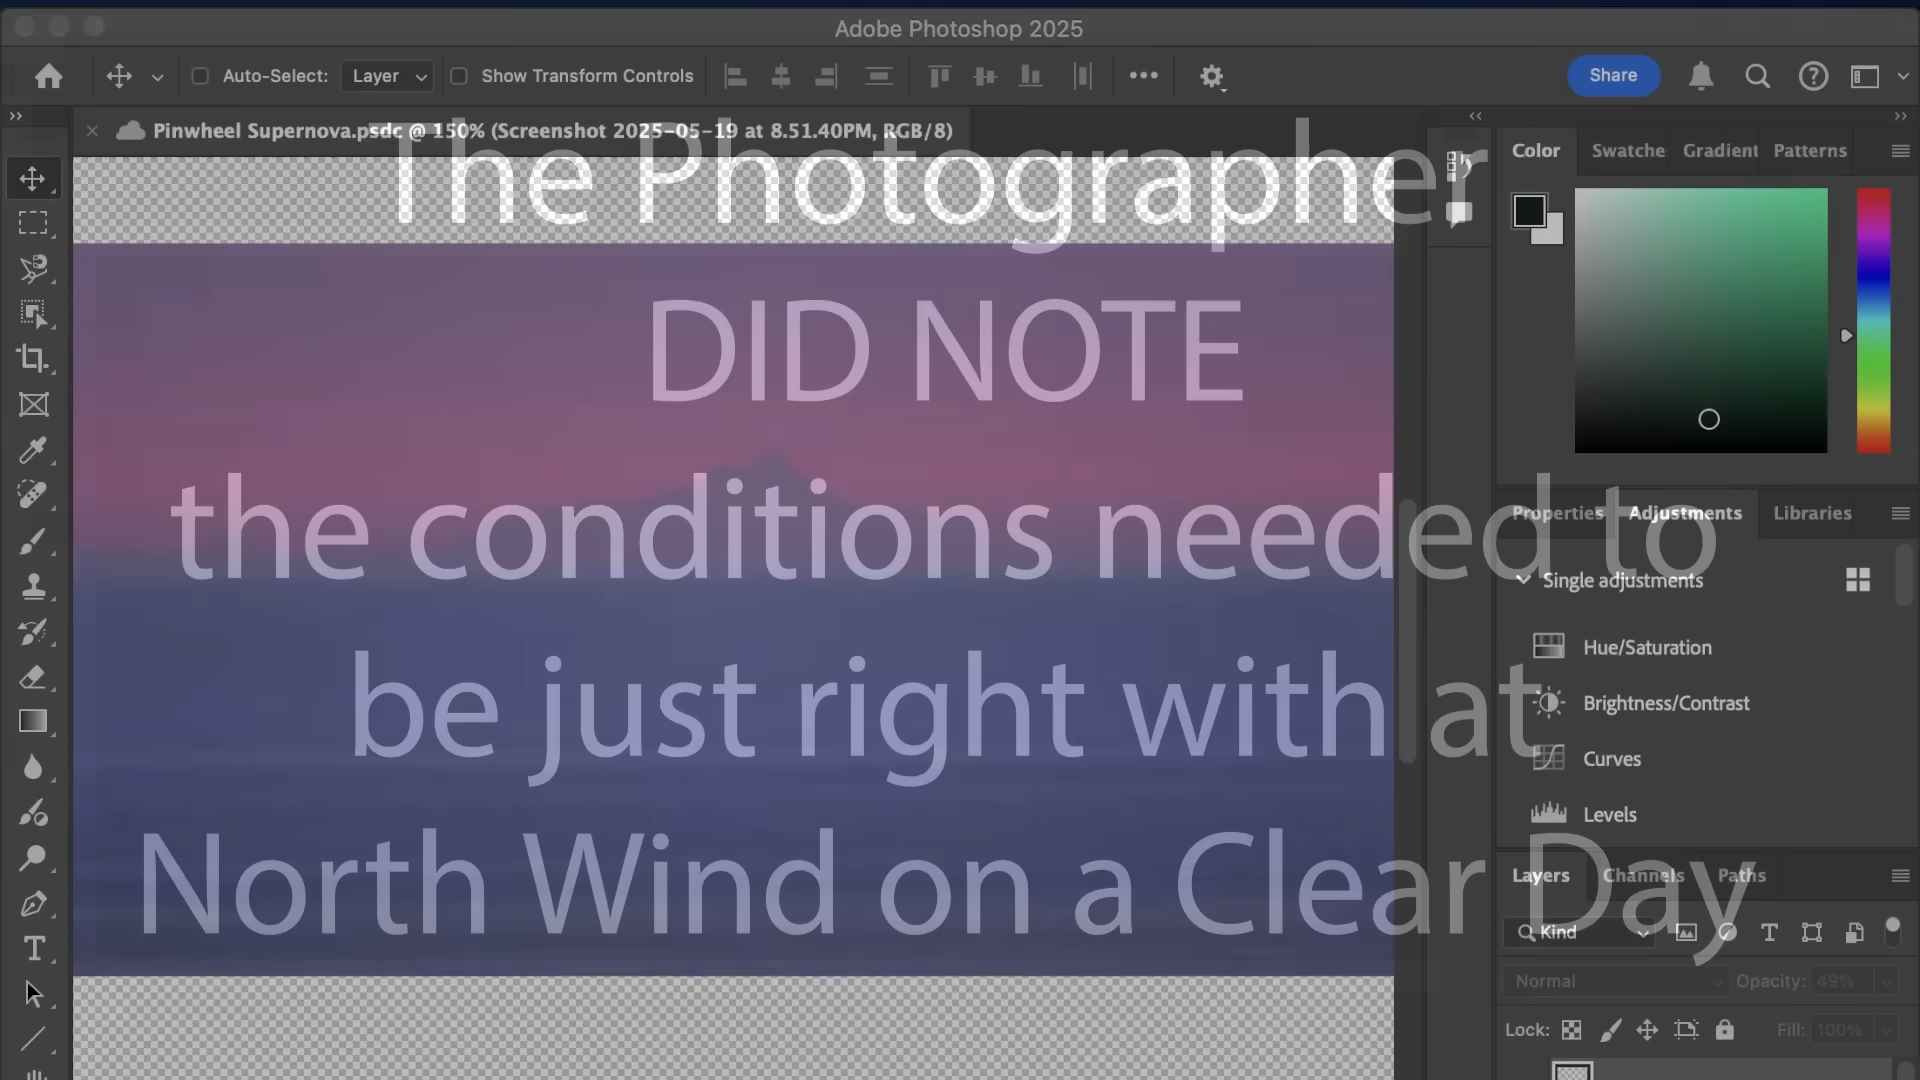 Adobe Photoshop 2025
Auto-Select: Layer Show Transform Controls Share
Pinwheel Supernova.psdc @ 150% (Screenshot 2025-05-19 at 8.51.40PM, RGB/8)
The Photographer
DID NOTE
the conditions needed to
be just right with at
North Wind on a Clear Day
Color Swatche Gradient Patterns
Properties Adjustments Libraries
Single adjustments
Hue/Saturation
Brightness/Contrast
Curves
Levels
Layers Channels Paths
Kind
Normal Opacity: 49%
Lock: Fill: 100%